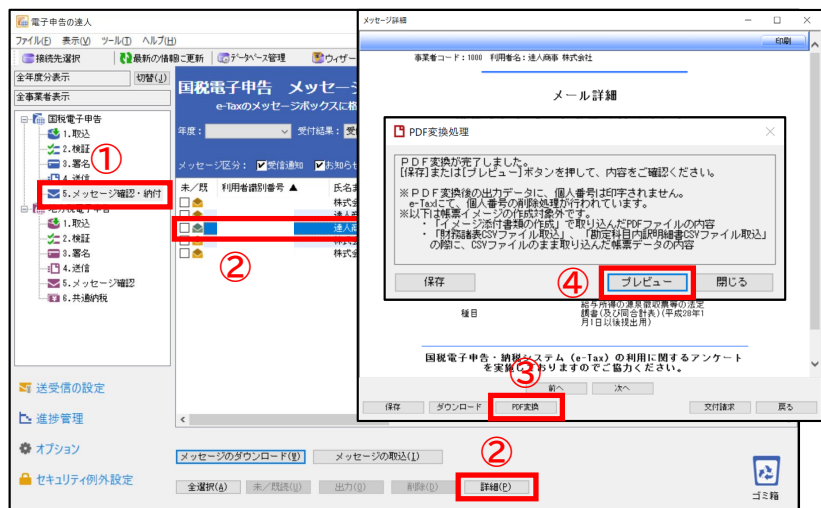 電子申告の達人
ファイル(F) 表示(V) ツール(T) ヘルプ(H)
接続先選択 最新の情報に更新 データベース管理 ウィザー
全年度分表示 切替(J)
全事業者表示
国税電子申告
1.取込
2.検証
3.署名
4.送信
5.メッセージ確認・納付
地方税電子申告
1.取込
2.検証
3.署名
4.送信
5.メッセージ確認
6.共通納税
①
送受信の設定
進捗管理
オプション
セキュリティ例外設定
国税電子申告 メッセー
e-Taxのメッセージボックスに格
年度: 受付結果: 受
メッセージ区分: 受信通知 お知らせ
未/既 利用者識別番号 ▲ 氏名ま
株式会
達人商
達人商
株式会
株式会
②
メッセージのダウンロード(W) メッセージの取込(I)
②
全選択(A) 未/既読(U) 出力(O) 削除(D) 詳細(P)
ゴミ箱
メッセージ詳細
印刷
事業者コード:1000 利用者名:達人商事 株式会社
メール詳細
PDF変換処理
PDF変換が完了しました。
[保存]または[プレビュー]ボタンを押して、内容をご確認ください。
※PDF変換後の出力データに、個人番号は印字されません。
e-Taxにて、個人番号の削除処理が行われています。
※以下は帳票イメージの作成対象外です。
・「イメージ添付書類の作成」で取り込んだPDFファイルの内容
・「財務諸表CSVファイル取込」、「勘定科目内訳明細書CSVファイル取込」
の際に、CSVファイルのまま取り込んだ帳票データの内容
④
保存 プレビュー 閉じる
種目
給与所得の源泉徴収票等の法定
調書(及び同合計表)(平成28年1
月1日以後提出用)
国税電子申告・納税システム(e-Tax)の利用に関するアンケート
を実施しておりますのでご協力ください。
③
前へ 次へ
保存 ダウンロード PDF変換 交付請求 戻る